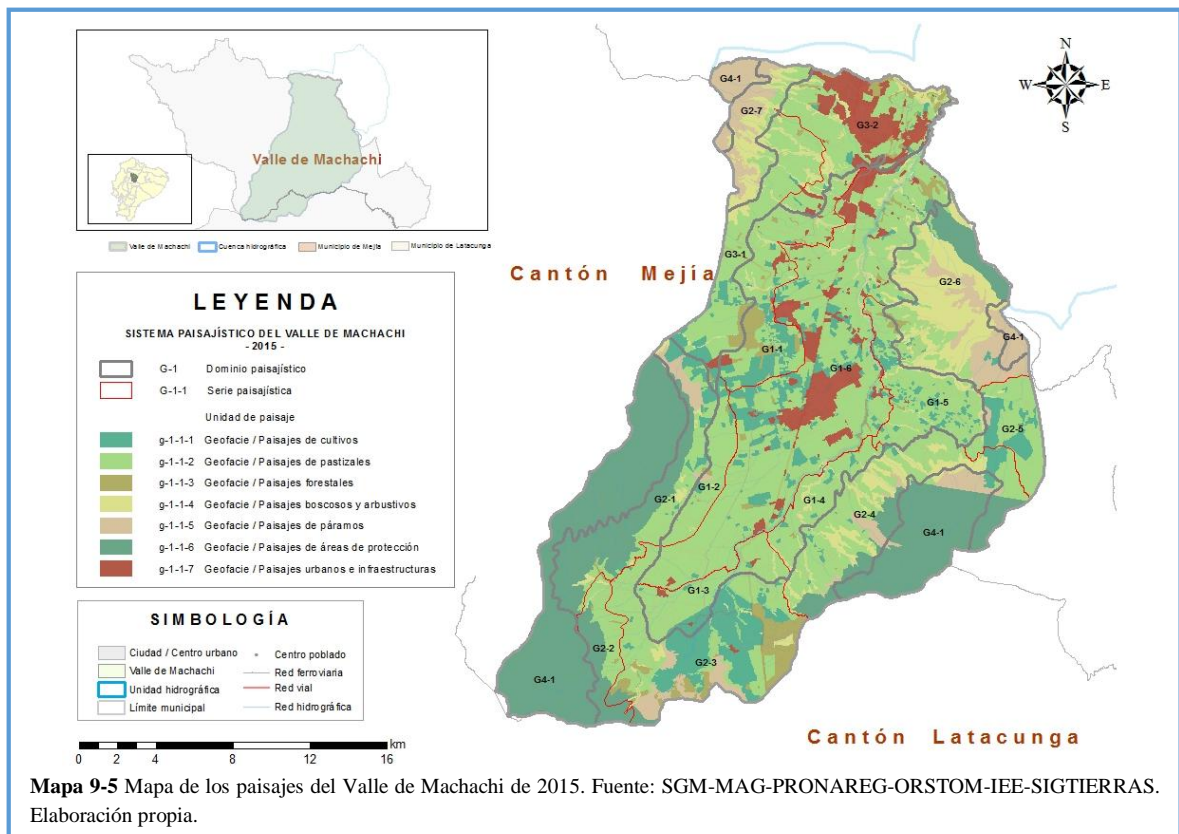 Valle de Machachi
Valle de Machachi
Cuenca hidrográfica
Municipio de Mejía
Municipio de Latacunga
LEYENDA
SISTEMA PAISAJÍSTICO DEL VALLE DE MACHACHI
- 2015 -
G-1 Dominio paisajístico
G-1-1 Serie paisajística
Unidad de paisaje
g-1-1-1 Geofacie / Paisajes de cultivos
g-1-1-2 Geofacie / Paisajes de pastizales
g-1-1-3 Geofacie / Paisajes forestales
g-1-1-4 Geofacie / Paisajes boscosos y arbustivos
g-1-1-5 Geofacie / Paisajes de páramos
g-1-1-6 Geofacie / Paisajes de áreas de protección
g-1-1-7 Geofacie / Paisajes urbanos e infraestructuras
SIMBOLOGÍA
Ciudad / Centro urbano
Valle de Machachi
Unidad hidrográfica
Límite municipal
Centro poblado
Red ferroviaria
Red vial
Red hidrográfica
km
0 2 4 8 12 16
N
W E
S
G4-1
G2-7
G3-2
G3-1
Cantón Mejía
G2-6
G4-1
G1-1
G1-6
G1-5
G2-5
G2-1
G1-2
G1-4
G2-4
G4-1
G1-3
G2-2
G2-3
G4-1
Cantón Latacunga
Mapa 9-5 Mapa de los paisajes del Valle de Machachi de 2015. Fuente: SGM-MAG-PRONAREG-ORSTOM-IEE-SIGTIERRAS.
Elaboración propia.